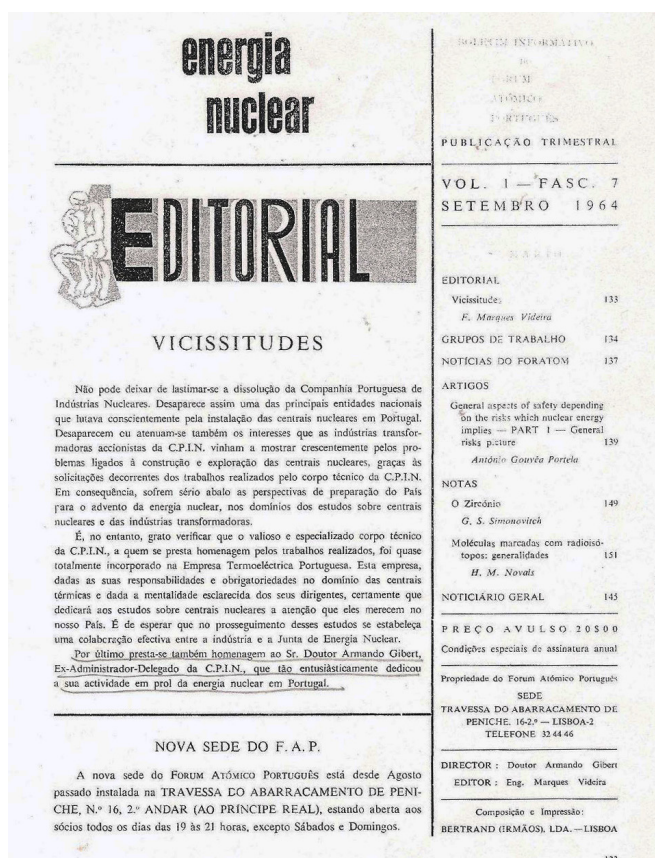 energia
nuclear
EDITORIAL
VICISSITUDES
Não pode deixar de lastimar-se a dissolução da Companhia Portuguesa de
Indústrias Nucleares. Desaparece assim uma das principais entidades nacionais
que lutava conscientemente pela instalação das centrais nucleares em Portugal.
Desaparecem ou atenuam-se também os interesses que as indústrias transfor-
madoras accionistas da C.P.I.N. vinham a mostrar crescentemente pelos pro-
blemas ligados à construção e exploração das centrais nucleares, graças às
solicitações decorrentes dos trabalhos realizados pelo corpo técnico da C.P.I.N.
Em consequência, sofrem sério abalo as perspectivas de preparação do País
para o advento da energia nuclear, nos domínios dos estudos sobre centrais
nucleares e das indústrias transformadoras.
É, no entanto, grato verificar que o valioso e especializado corpo técnico
da C.P.I.N., a quem se presta homenagem pelos trabalhos realizados, foi quase
totalmente incorporado na Empresa Termoeléctrica Portuguesa. Esta empresa,
dadas as suas responsabilidades e obrigatoriedades no domínio das centrais
térmicas e dada a mentalidade esclarecida dos seus dirigentes, certamente que
dedicará aos estudos sobre centrais nucleares a atenção que eles merecem no
nosso País. É de esperar que no prosseguimento desses estudos se estabeleça
uma colaboração efectiva entre a indústria e a Junta de Energia Nuclear.
Por último presta-se também homenagem ao Sr. Doutor Armando Gibert,
Ex-Administrador-Delegado da C.P.I.N., que tão entusiàsticamente dedicou
a sua actividade em prol da energia nuclear em Portugal.
NOVA SEDE DO F. A. P.
A nova sede do FORUM ATÓMICO PORTUGUÊS está desde Agosto
passado instalada na TRAVESSA DO ABARRACAMENTO DE PENI-
CHE, N.º 16, 2.º ANDAR (AO PRÍNCIPE REAL), estando aberta aos
sócios todos os dias das 19 às 21 horas, excepto Sábados e Domingos.
BOLETIM INFORMATIVO
DO
FORUM
ATÓMICO
PORTUGUÊS
PUBLICAÇÃO TRIMESTRAL
VOL. 1 — FASC. 7
SETEMBRO 1964
EDITORIAL
Vicissitudes 133
F. Marques Videira
GRUPOS DE TRABALHO 134
NOTÍCIAS DO FORATOM 137
ARTIGOS
General aspects of safety depending
on the risks which nuclear energy
implies — PART I — General
risks picture 139
António Gouvêa Portela
NOTAS
O Zircónio 149
G. S. Simonovitch
Moléculas marcadas com radioisó-
topos: generalidades 151
H. M. Novais
NOTICIÁRIO GERAL 145
PREÇO AVULSO 20$00
Condições especiais de assinatura anual
Propriedade do Forum Atómico Português
SEDE
TRAVESSA DO ABARRACAMENTO DE
PENICHE, 16-2.º — LISBOA-2
TELEFONE 32 44 46
DIRECTOR : Doutor Armando Gibert
EDITOR : Eng. Marques Videira
Composição e Impressão:
BERTRAND (IRMÃOS), LDA. — LISBOA